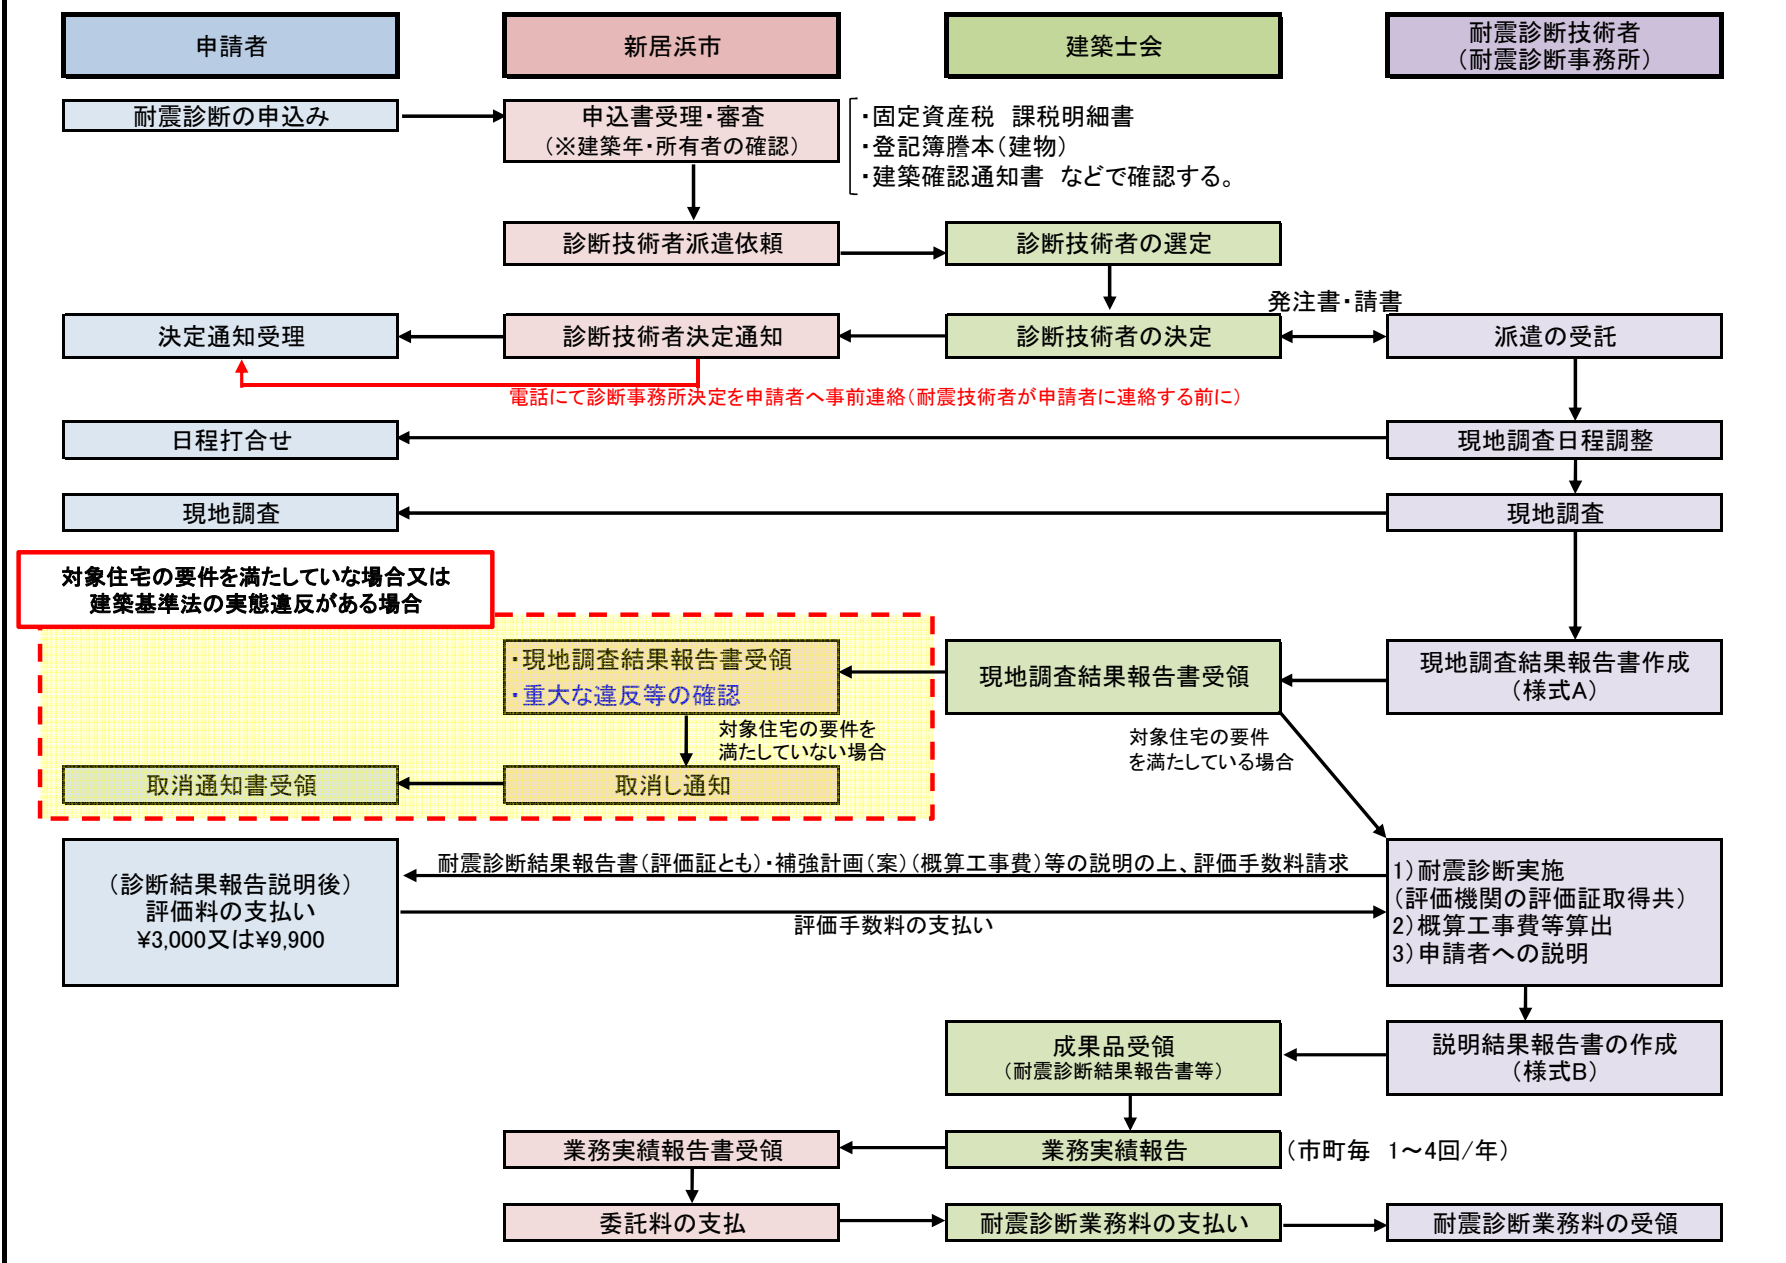 申請者
新居浜市
建築士会
耐震診断技術者
（耐震診断事務所）
耐震診断の申込み
申込書受理・審査
（※建築年・所有者の確認）
・固定資産税　課税明細書
・登記簿謄本（建物）
・建築確認通知書　などで確認する。
診断技術者派遣依頼
診断技術者の選定
発注書・請書
決定通知受理
診断技術者決定通知
診断技術者の決定
派遣の受託
電話にて診断事務所決定を申請者へ事前連絡（耐震技術者が申請者に連絡する前に）
日程打合せ
現地調査日程調整
現地調査
現地調査
対象住宅の要件を満たしていな場合又は
建築基準法の実態違反がある場合
・現地調査結果報告書受領
・重大な違反等の確認
現地調査結果報告書受領
現地調査結果報告書作成
（様式A）
対象住宅の要件を
満たしていない場合
対象住宅の要件
を満たしている場合
取消通知書受領
取消し通知
（診断結果報告説明後）
評価料の支払い
¥3,000又は¥9,900
耐震診断結果報告書（評価証とも）・補強計画（案）（概算工事費）等の説明の上、評価手数料請求
評価手数料の支払い
1）耐震診断実施
（評価機関の評価証取得共）
2）概算工事費等算出
3）申請者への説明
成果品受領
（耐震診断結果報告書等）
説明結果報告書の作成
（様式B）
業務実績報告書受領
業務実績報告
（市町毎　1～4回/年）
委託料の支払
耐震診断業務料の支払い
耐震診断業務料の受領